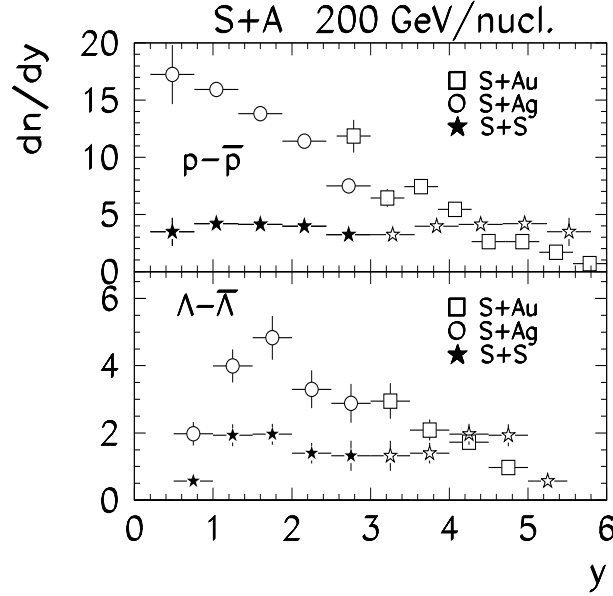 S+A 200 GeV/nucl.
dn/dy
20
15
10
5
0
p−p̅
S+Au
S+Ag
S+S
6
4
2
0
Λ−Λ̅
S+Au
S+Ag
S+S
0 1 2 3 4 5 6
y